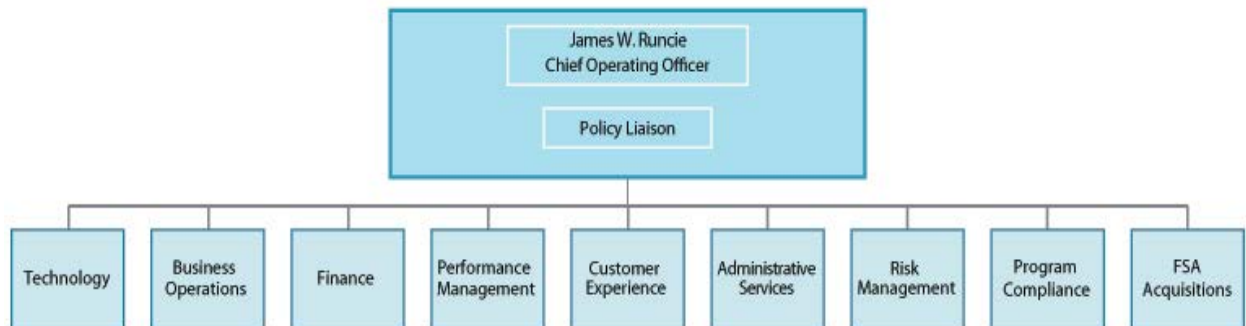 James W. Runcie
Chief Operating Officer
Policy Liaison
Technology
Business
Operations
Finance
Performance
Management
Customer
Experience
Administrative
Services
Risk
Management
Program
Compliance
FSA
Acquisitions